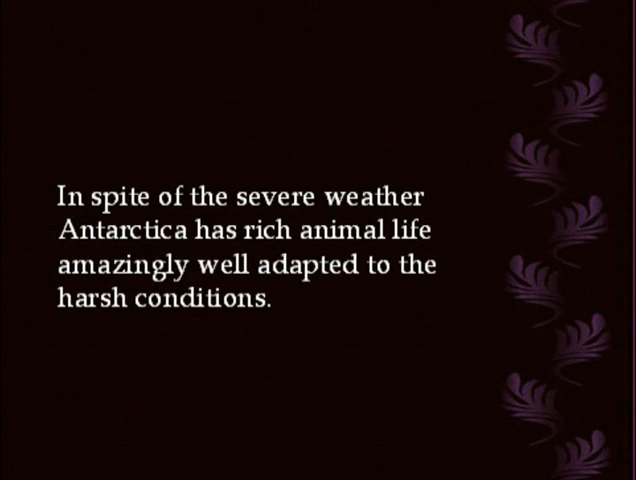 In spite of the severe weather
Antarctica has rich animal life
amazingly well adapted to the
harsh conditions.